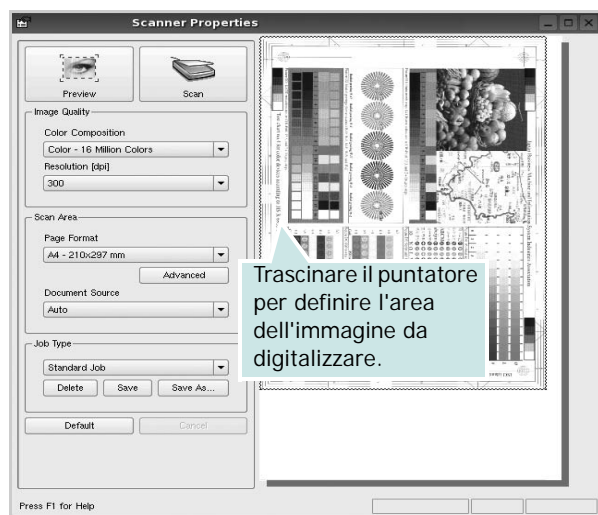 Scanner Properties
Preview
Scan
Image Quality
Color Composition
Color - 16 Million Colors
Resolution [dpi]
300
Scan Area
Page Format
A4 - 210x297 mm
Advanced
Document Source
Auto
Job Type
Standard Job
Delete Save Save As...
Default Cancel
Press F1 for Help
Trascinare il puntatore
per definire l'area
dell'immagine da
digitalizzare.